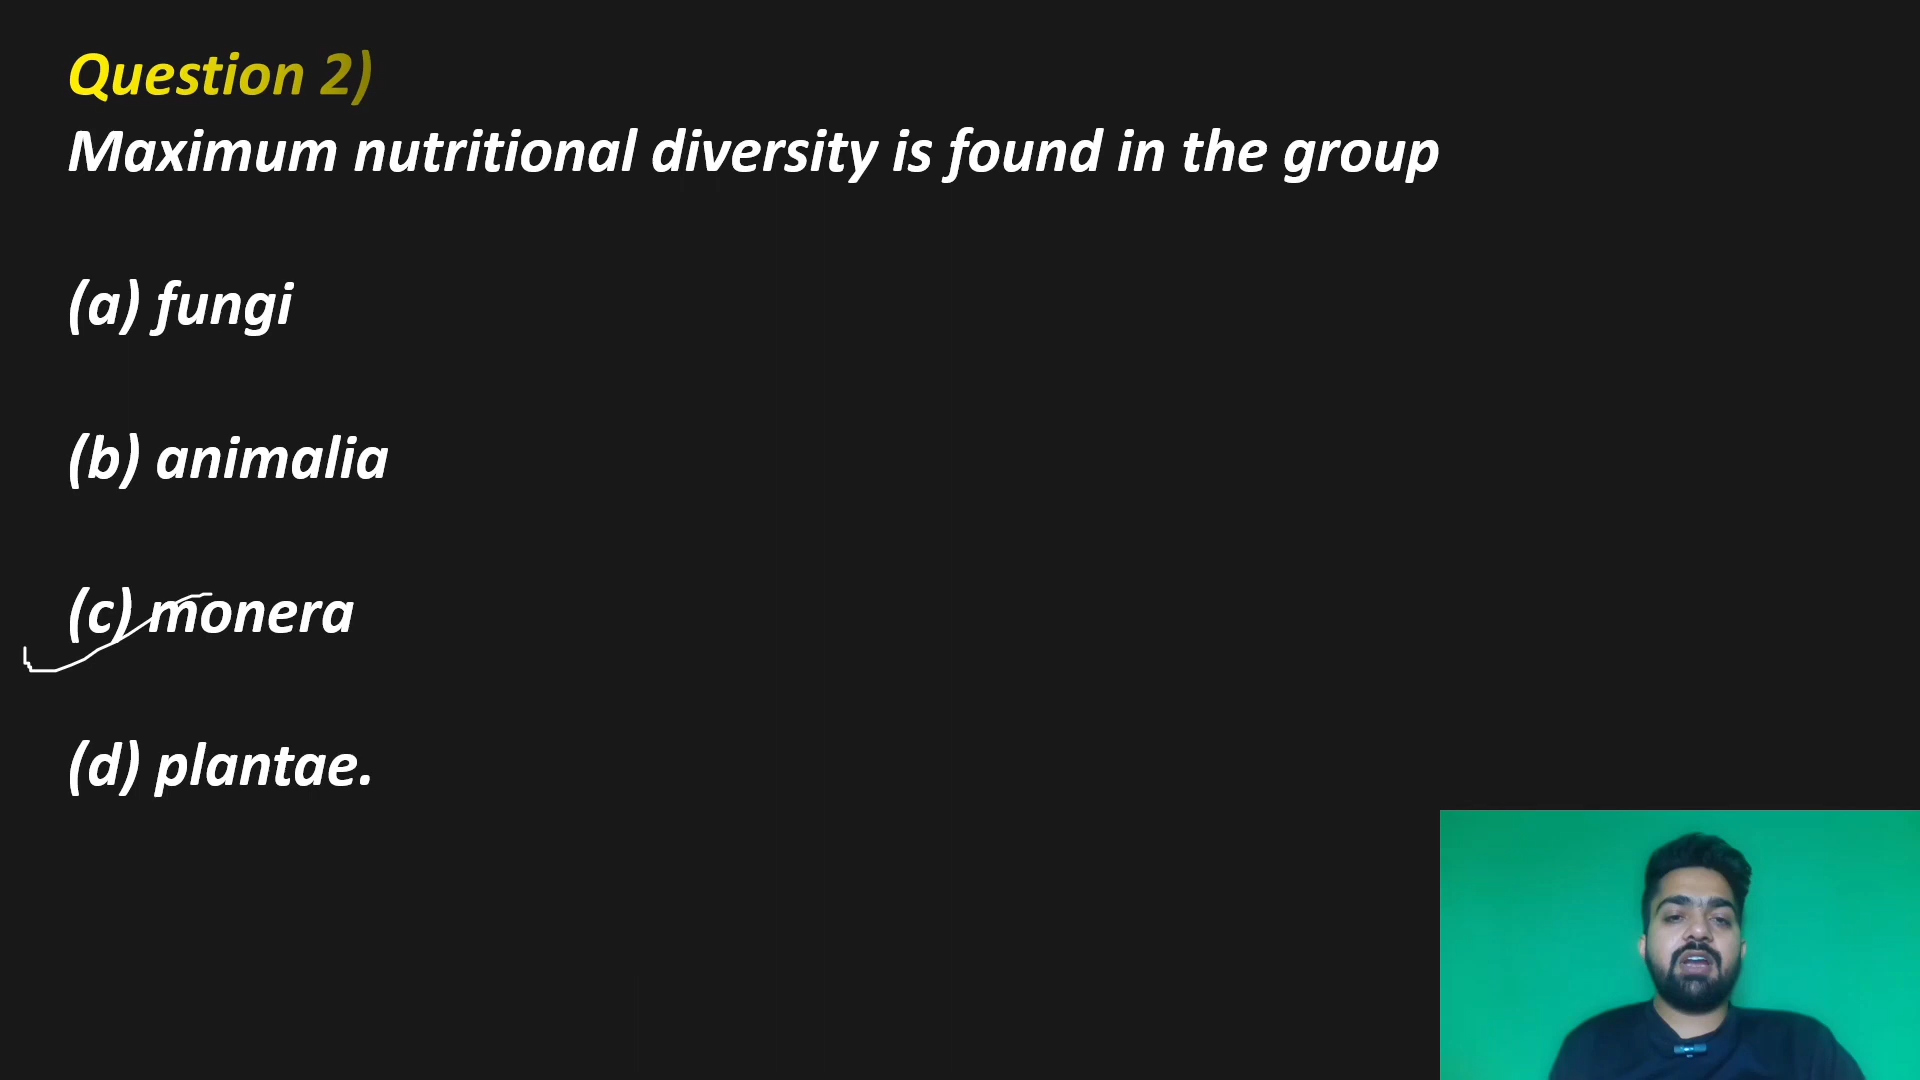 Question 2)
Maximum nutritional diversity is found in the group
(a) fungi
(b) animalia
(c) monera
(d) plantae.